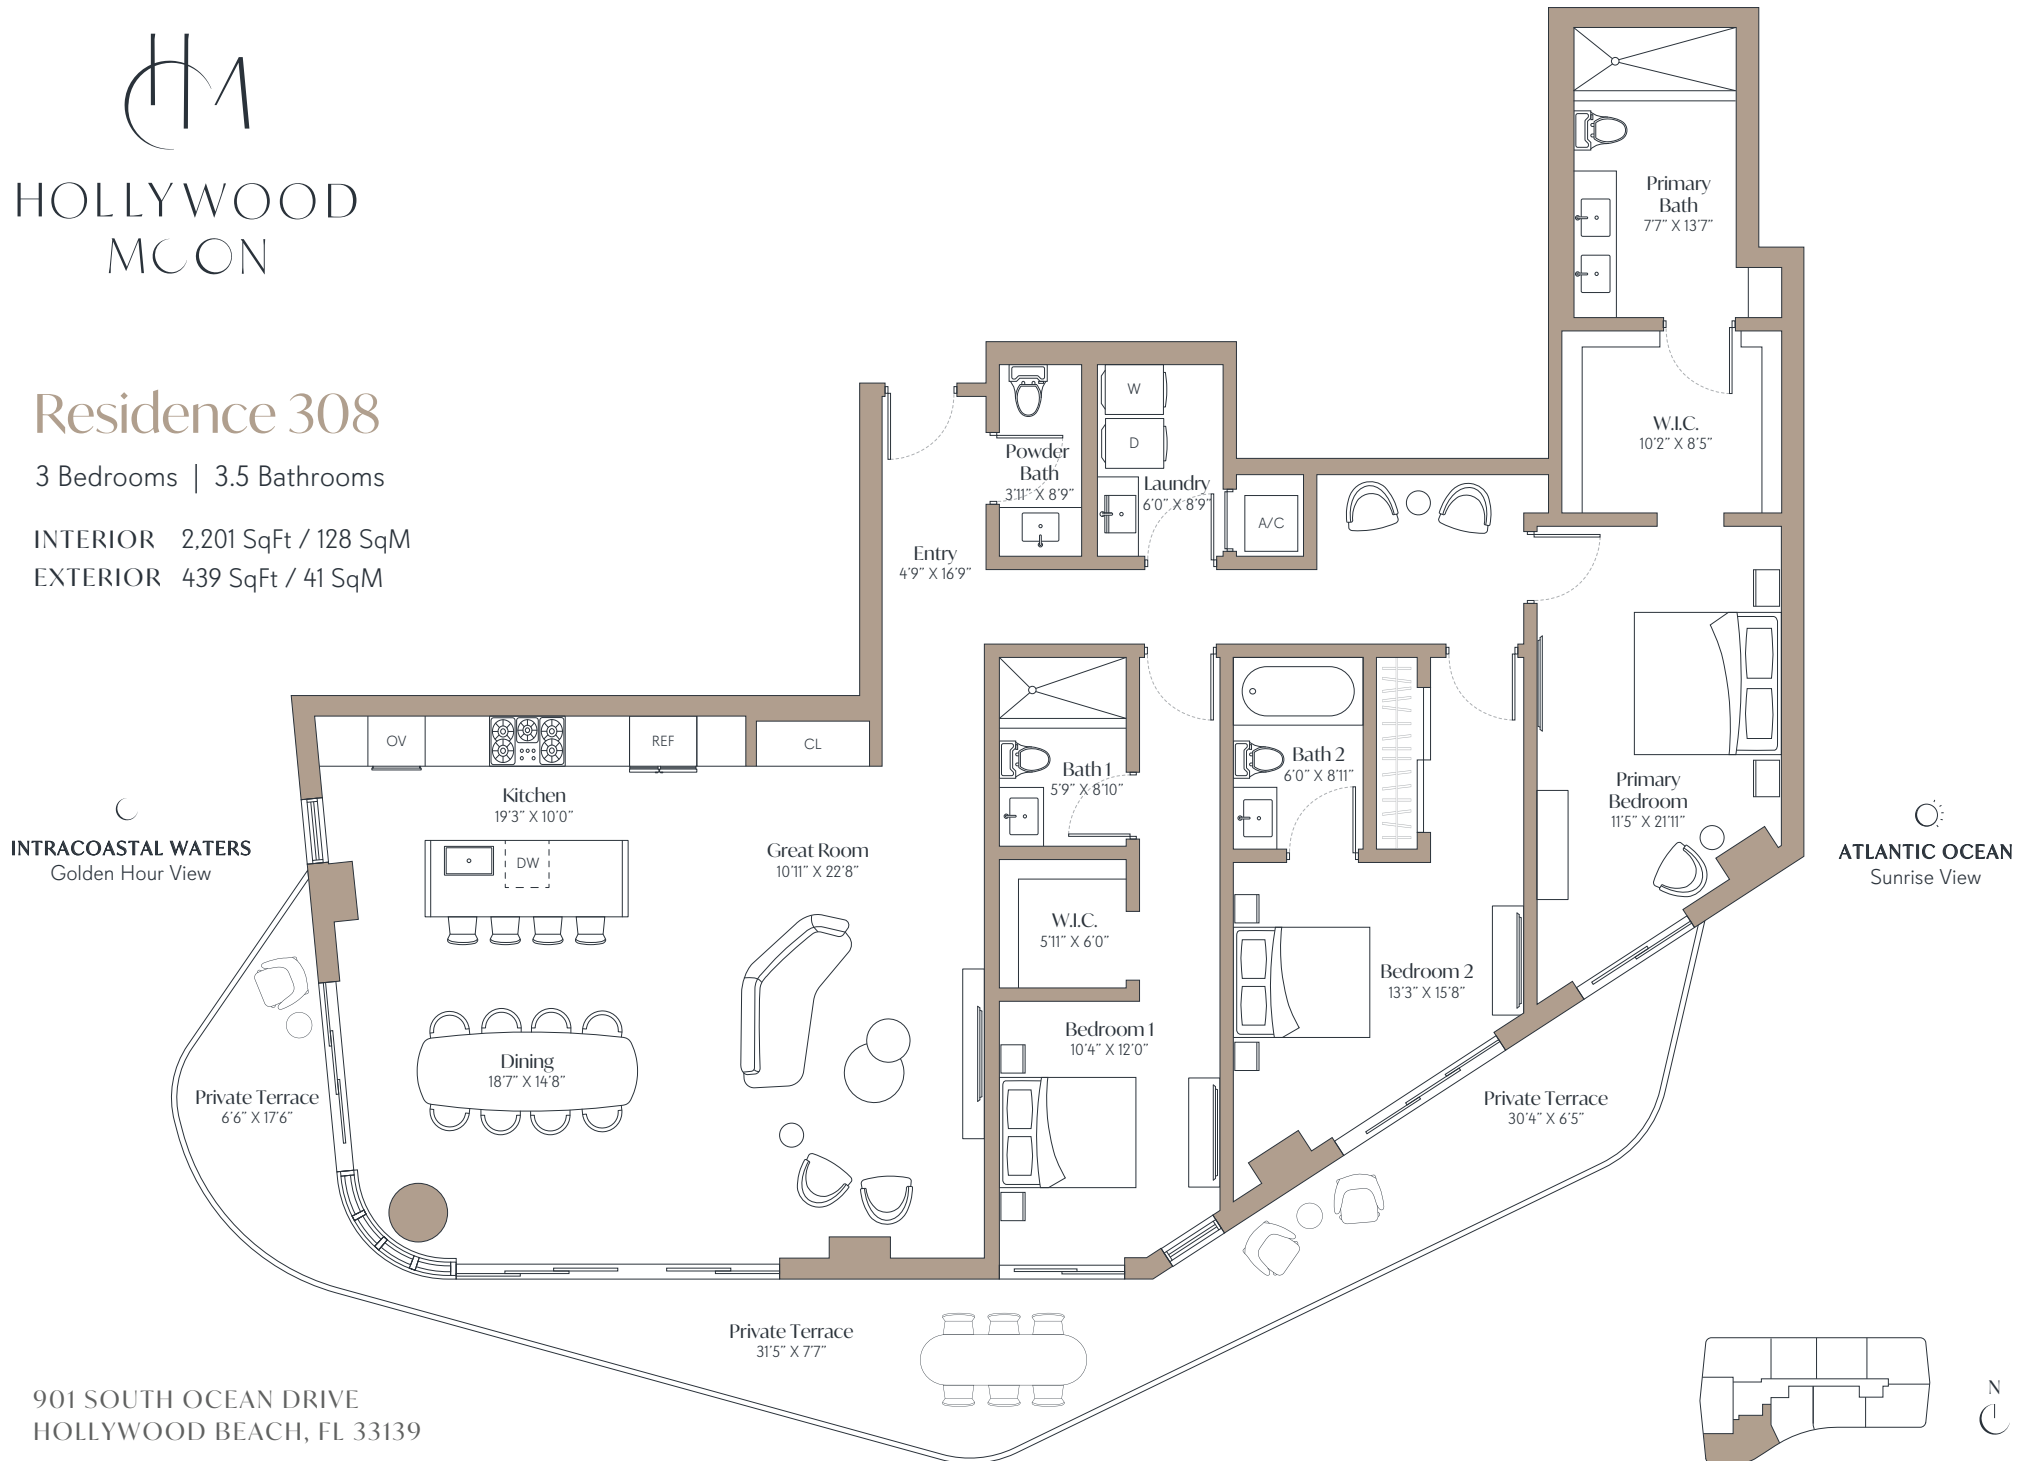 HM
HOLLYWOOD
MOON
Residence 308
3 Bedrooms | 3.5 Bathrooms
INTERIOR 2,201 SqFt / 128 SqM
EXTERIOR 439 SqFt / 41 SqM
Primary
Bath
7'7" X 13'7"
W.I.C.
10'2" X 8'5"
W
D
Powder
Bath
3'11" X 8'9"
Laundry
6'0" X 8'9"
A/C
Entry
4'9" X 16'9"
OV
REF
CL
Kitchen
19'3" X 10'0"
DW
Great Room
10'11" X 22'8"
Bath 1
5'9" X 8'10"
Bath 2
6'0" X 8'11"
Primary
Bedroom
11'5" X 21'11"
INTRACOASTAL WATERS
Golden Hour View
ATLANTIC OCEAN
Sunrise View
W.I.C.
5'11" X 6'0"
Bedroom 2
13'3" X 15'8"
Bedroom 1
10'4" X 12'0"
Dining
18'7" X 14'8"
Private Terrace
6'6" X 17'6"
Private Terrace
30'4" X 6'5"
Private Terrace
31'5" X 7'7"
901 SOUTH OCEAN DRIVE
HOLLYWOOD BEACH, FL 33139
N